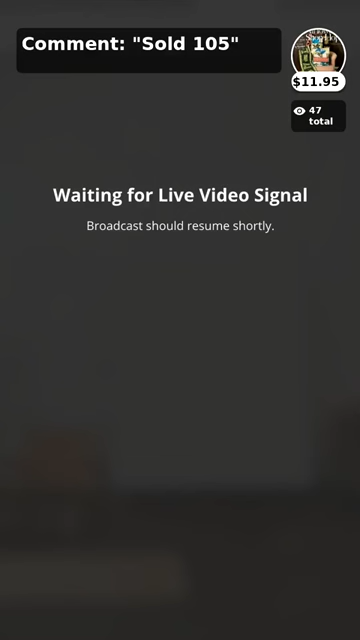 Comment: "Sold 105"
$11.95
47
total
Waiting for Live Video Signal
Broadcast should resume shortly.